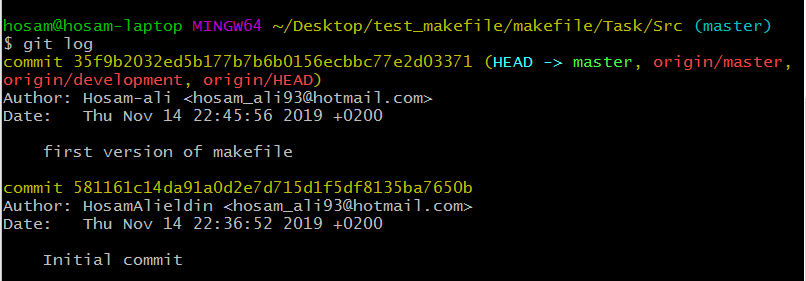 hosam@hosam-laptop MINGW64 ~/Desktop/test_makefile/makefile/Task/Src (master)
$ git log
commit 35f9b2032ed5b177b7b6b0156ecbbc77e2d03371 (HEAD -> master, origin/master,
origin/development, origin/HEAD)
Author: Hosam-ali <hosam_ali93@hotmail.com>
Date:   Thu Nov 14 22:45:56 2019 +0200
    first version of makefile
commit 581161c14da91a0d2e7d715d1f5df8135ba7650b
Author: HosamAlieldin <hosam_ali93@hotmail.com>
Date:   Thu Nov 14 22:36:52 2019 +0200
    Initial commit